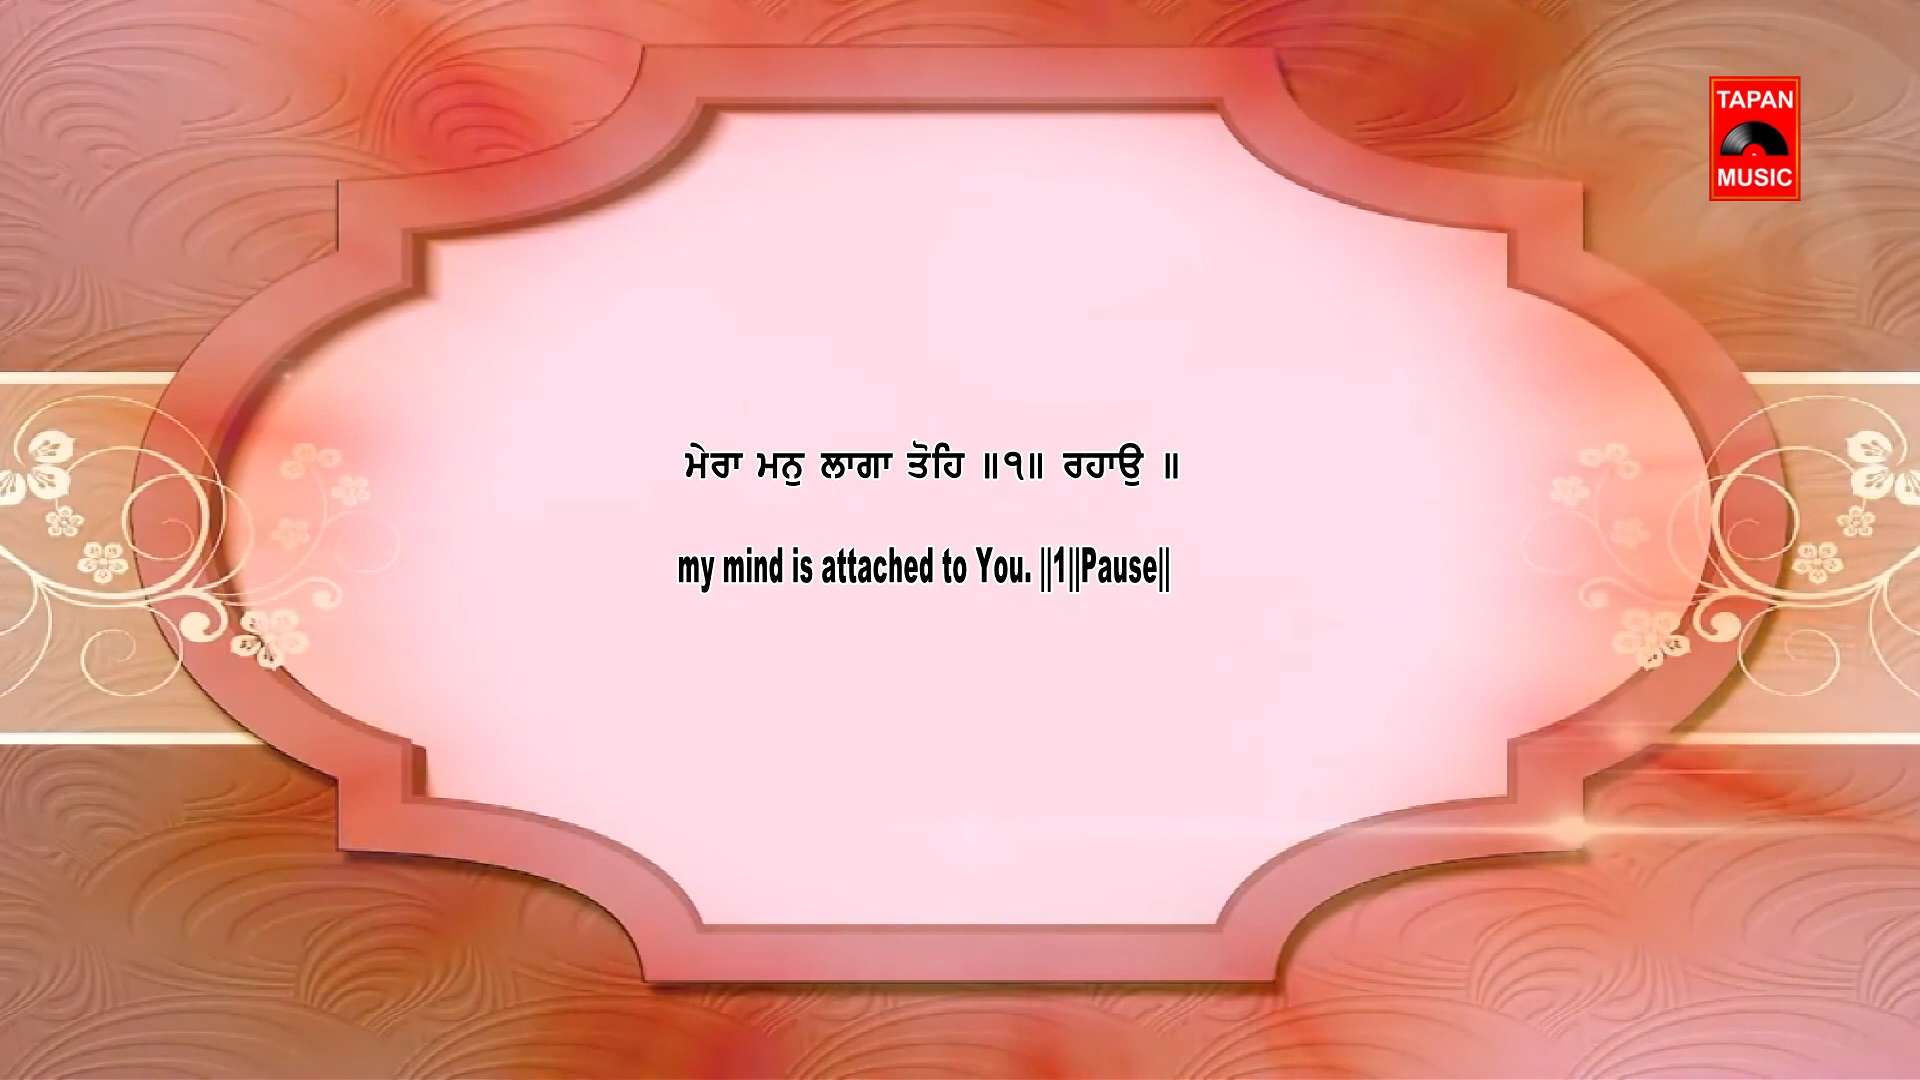 TAPAN
MUSIC
ਮੇਰਾ ਮਨੁ ਲਾਗਾ ਤੋਹਿ ॥੧॥ ਰਹਾਉ ॥
my mind is attached to You. ||1||Pause||